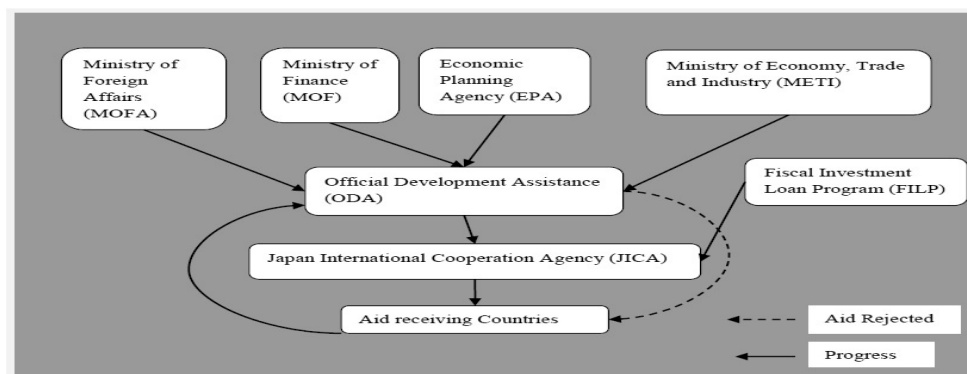 Ministry of
Foreign
Affairs
(MOFA)
Ministry of
Finance
(MOF)
Economic
Planning
Agency (EPA)
Ministry of Economy, Trade
and Industry (METI)
Official Development Assistance
(ODA)
Fiscal Investment
Loan Program (FILP)
Japan International Cooperation Agency (JICA)
Aid receiving Countries
Aid Rejected
Progress